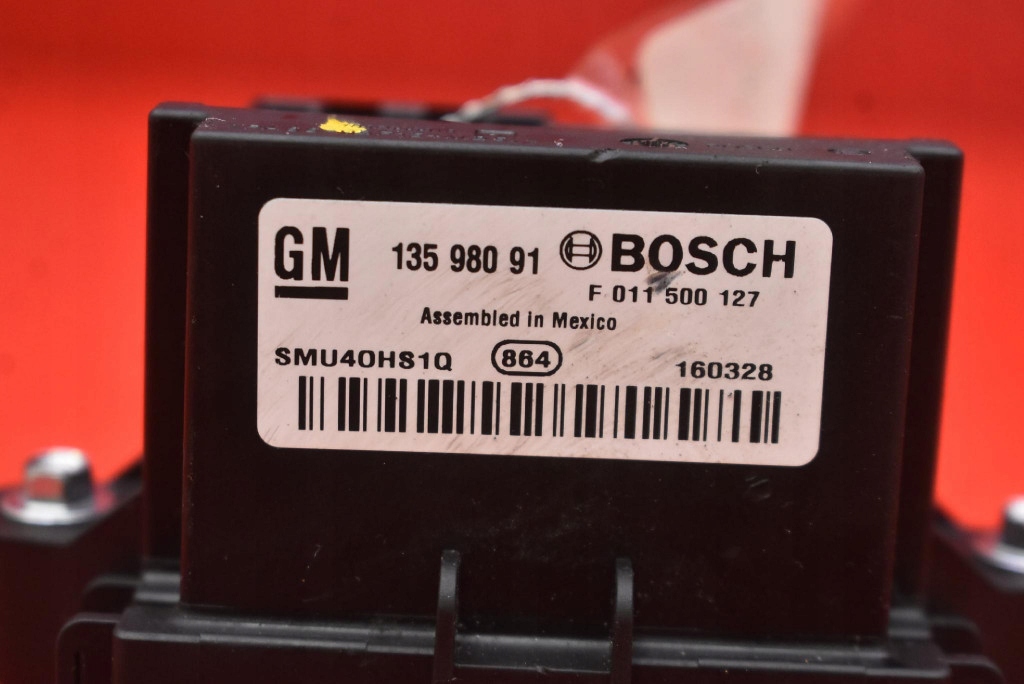 GM 135 980 91 BOSCH
F 011 500 127
Assembled in Mexico
SMU40HS1Q 864 160328